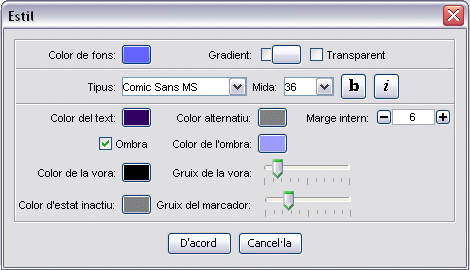 Estil
Color de fons: Gradient: Transparent
Tipus: Comic Sans MS Mida: 36 b i
Color del text: Color alternatiu: Marge intern: 6
Ombra Color de l'ombra:
Color de la vora: Gruix de la vora:
Color d'estat inactiu: Gruix del marcador:
D'acord Cancel·la